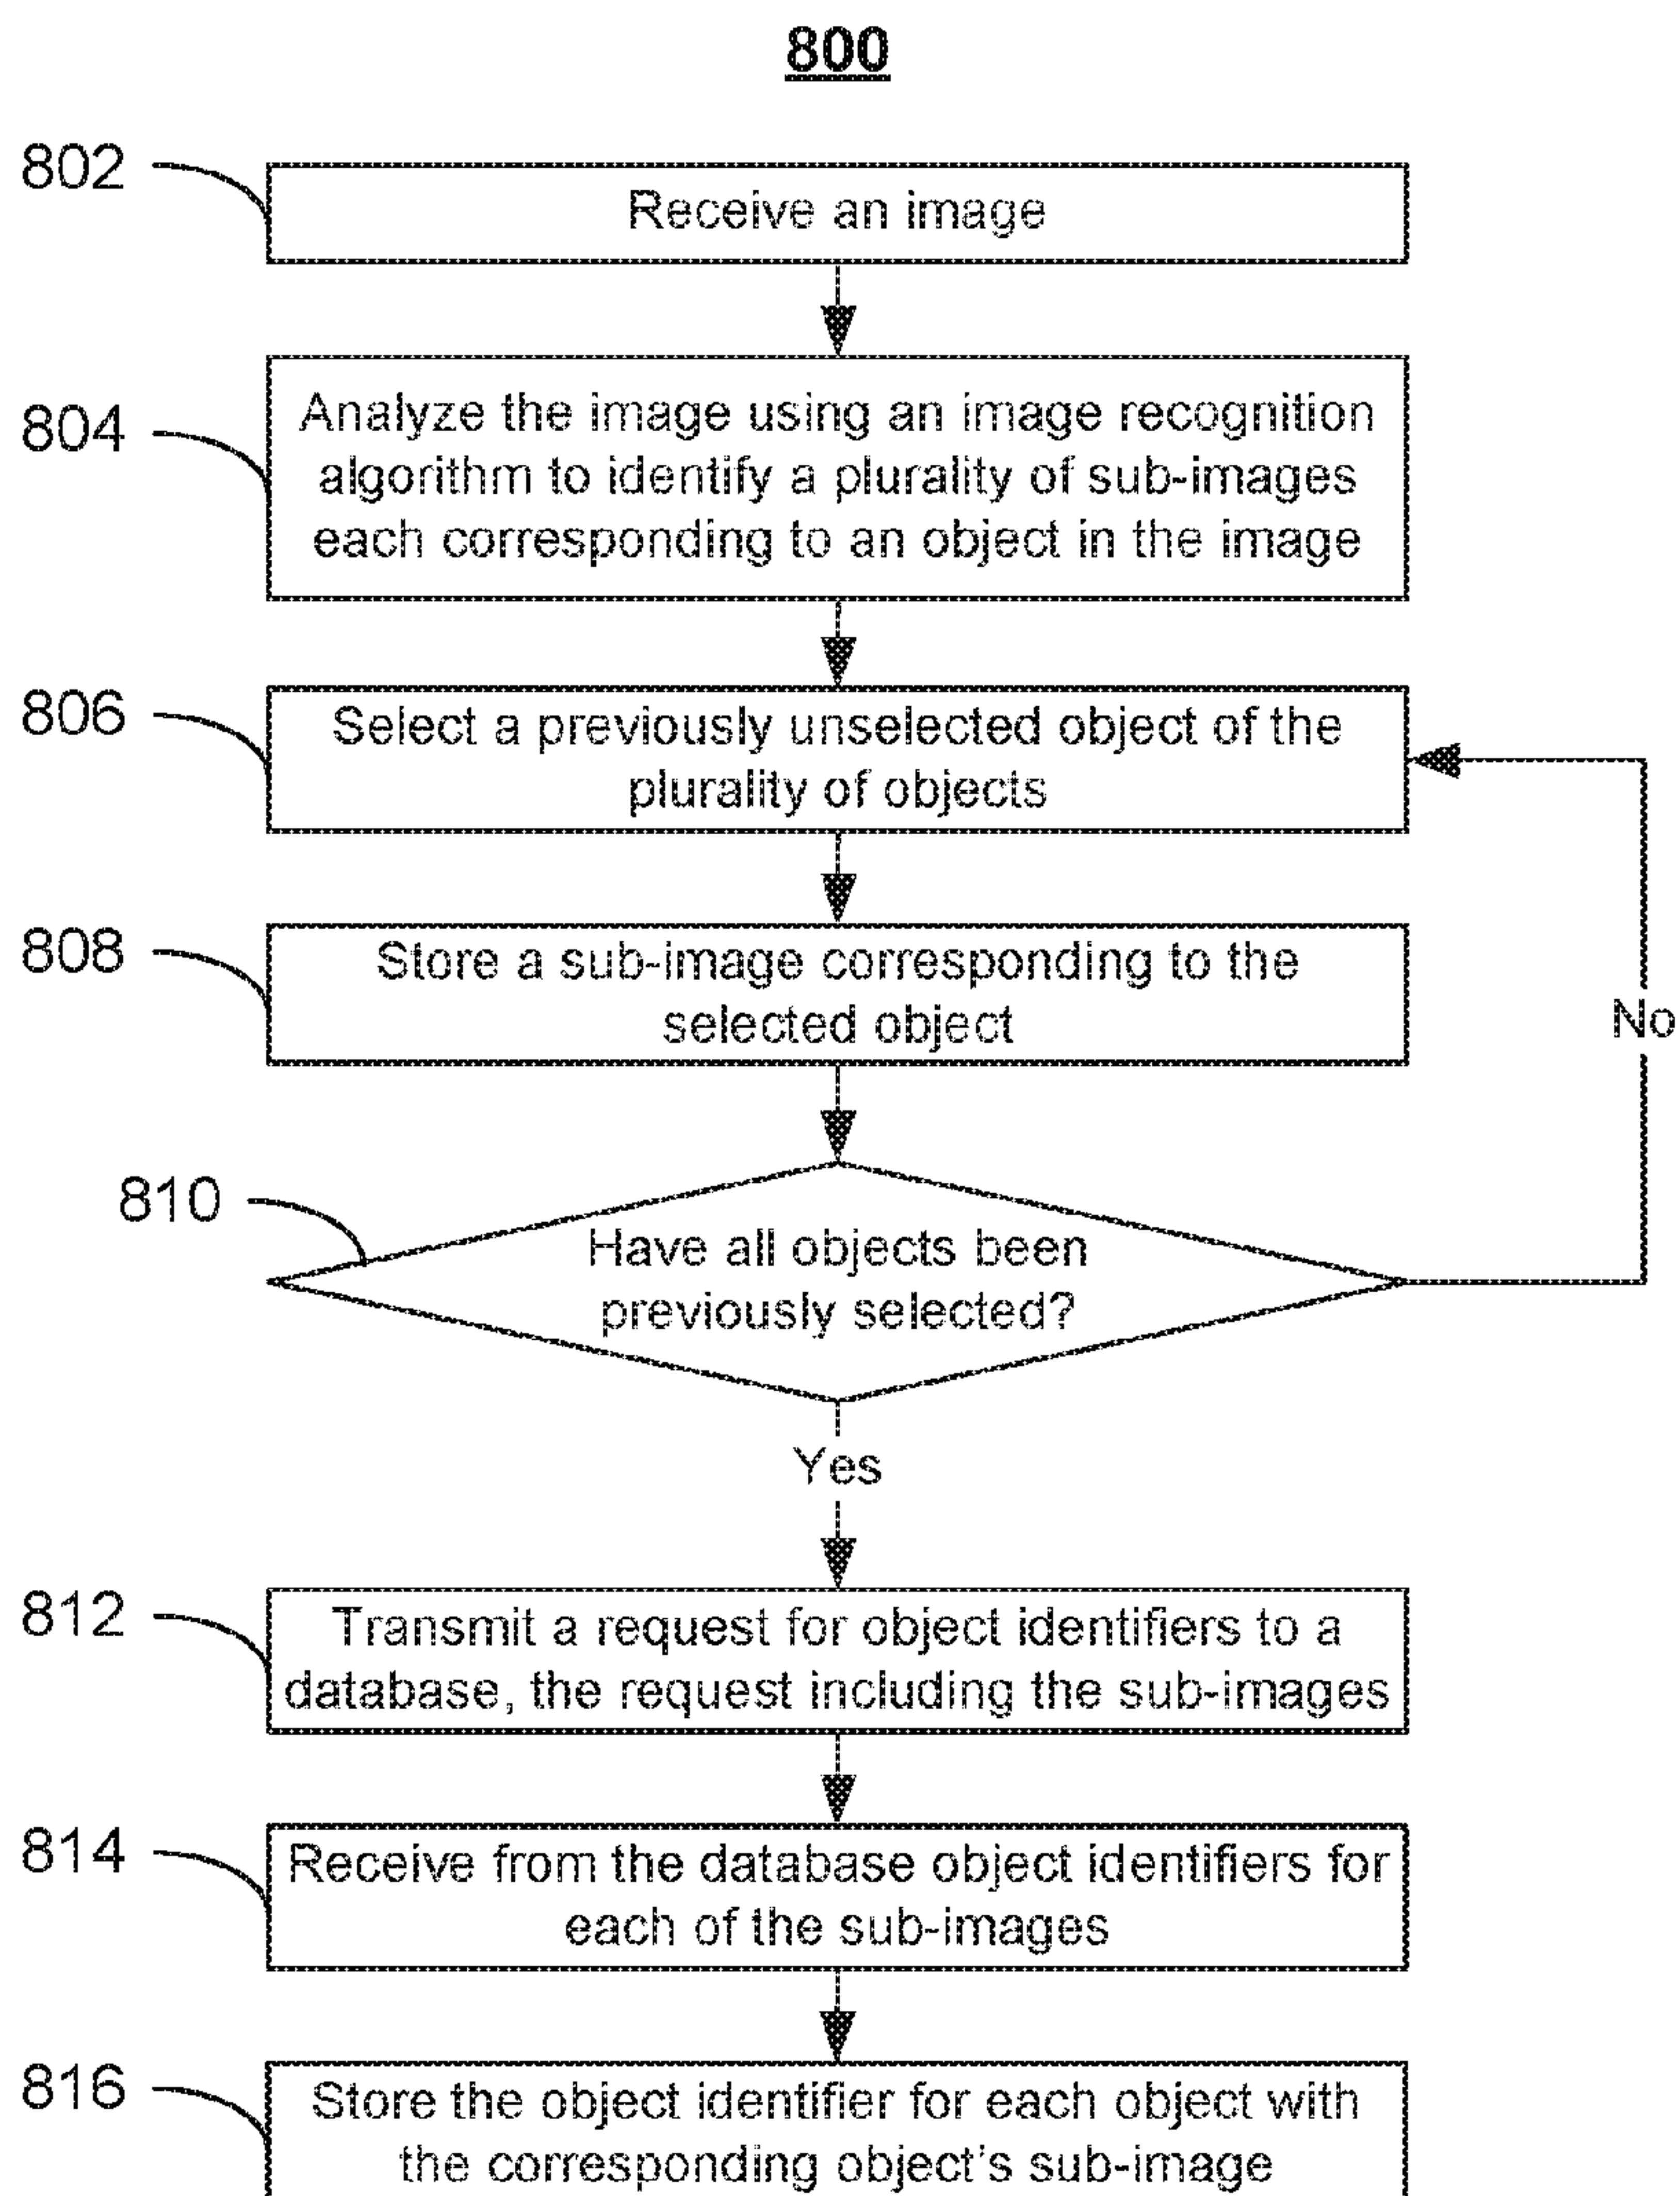 800
802
Receive an image
804
Analyze the image using an image recognition
algorithm to identify a plurality of sub-images
each corresponding to an object in the image
806
Select a previously unselected object of the
plurality of objects
808
Store a sub-image corresponding to the
selected object
No
810
Have all objects been
previously selected?
Yes
812
Transmit a request for object identifiers to a
database, the request including the sub-images
814
Receive from the database object identifiers for
each of the sub-images
816
Store the object identifier for each object with
the corresponding object's sub-image